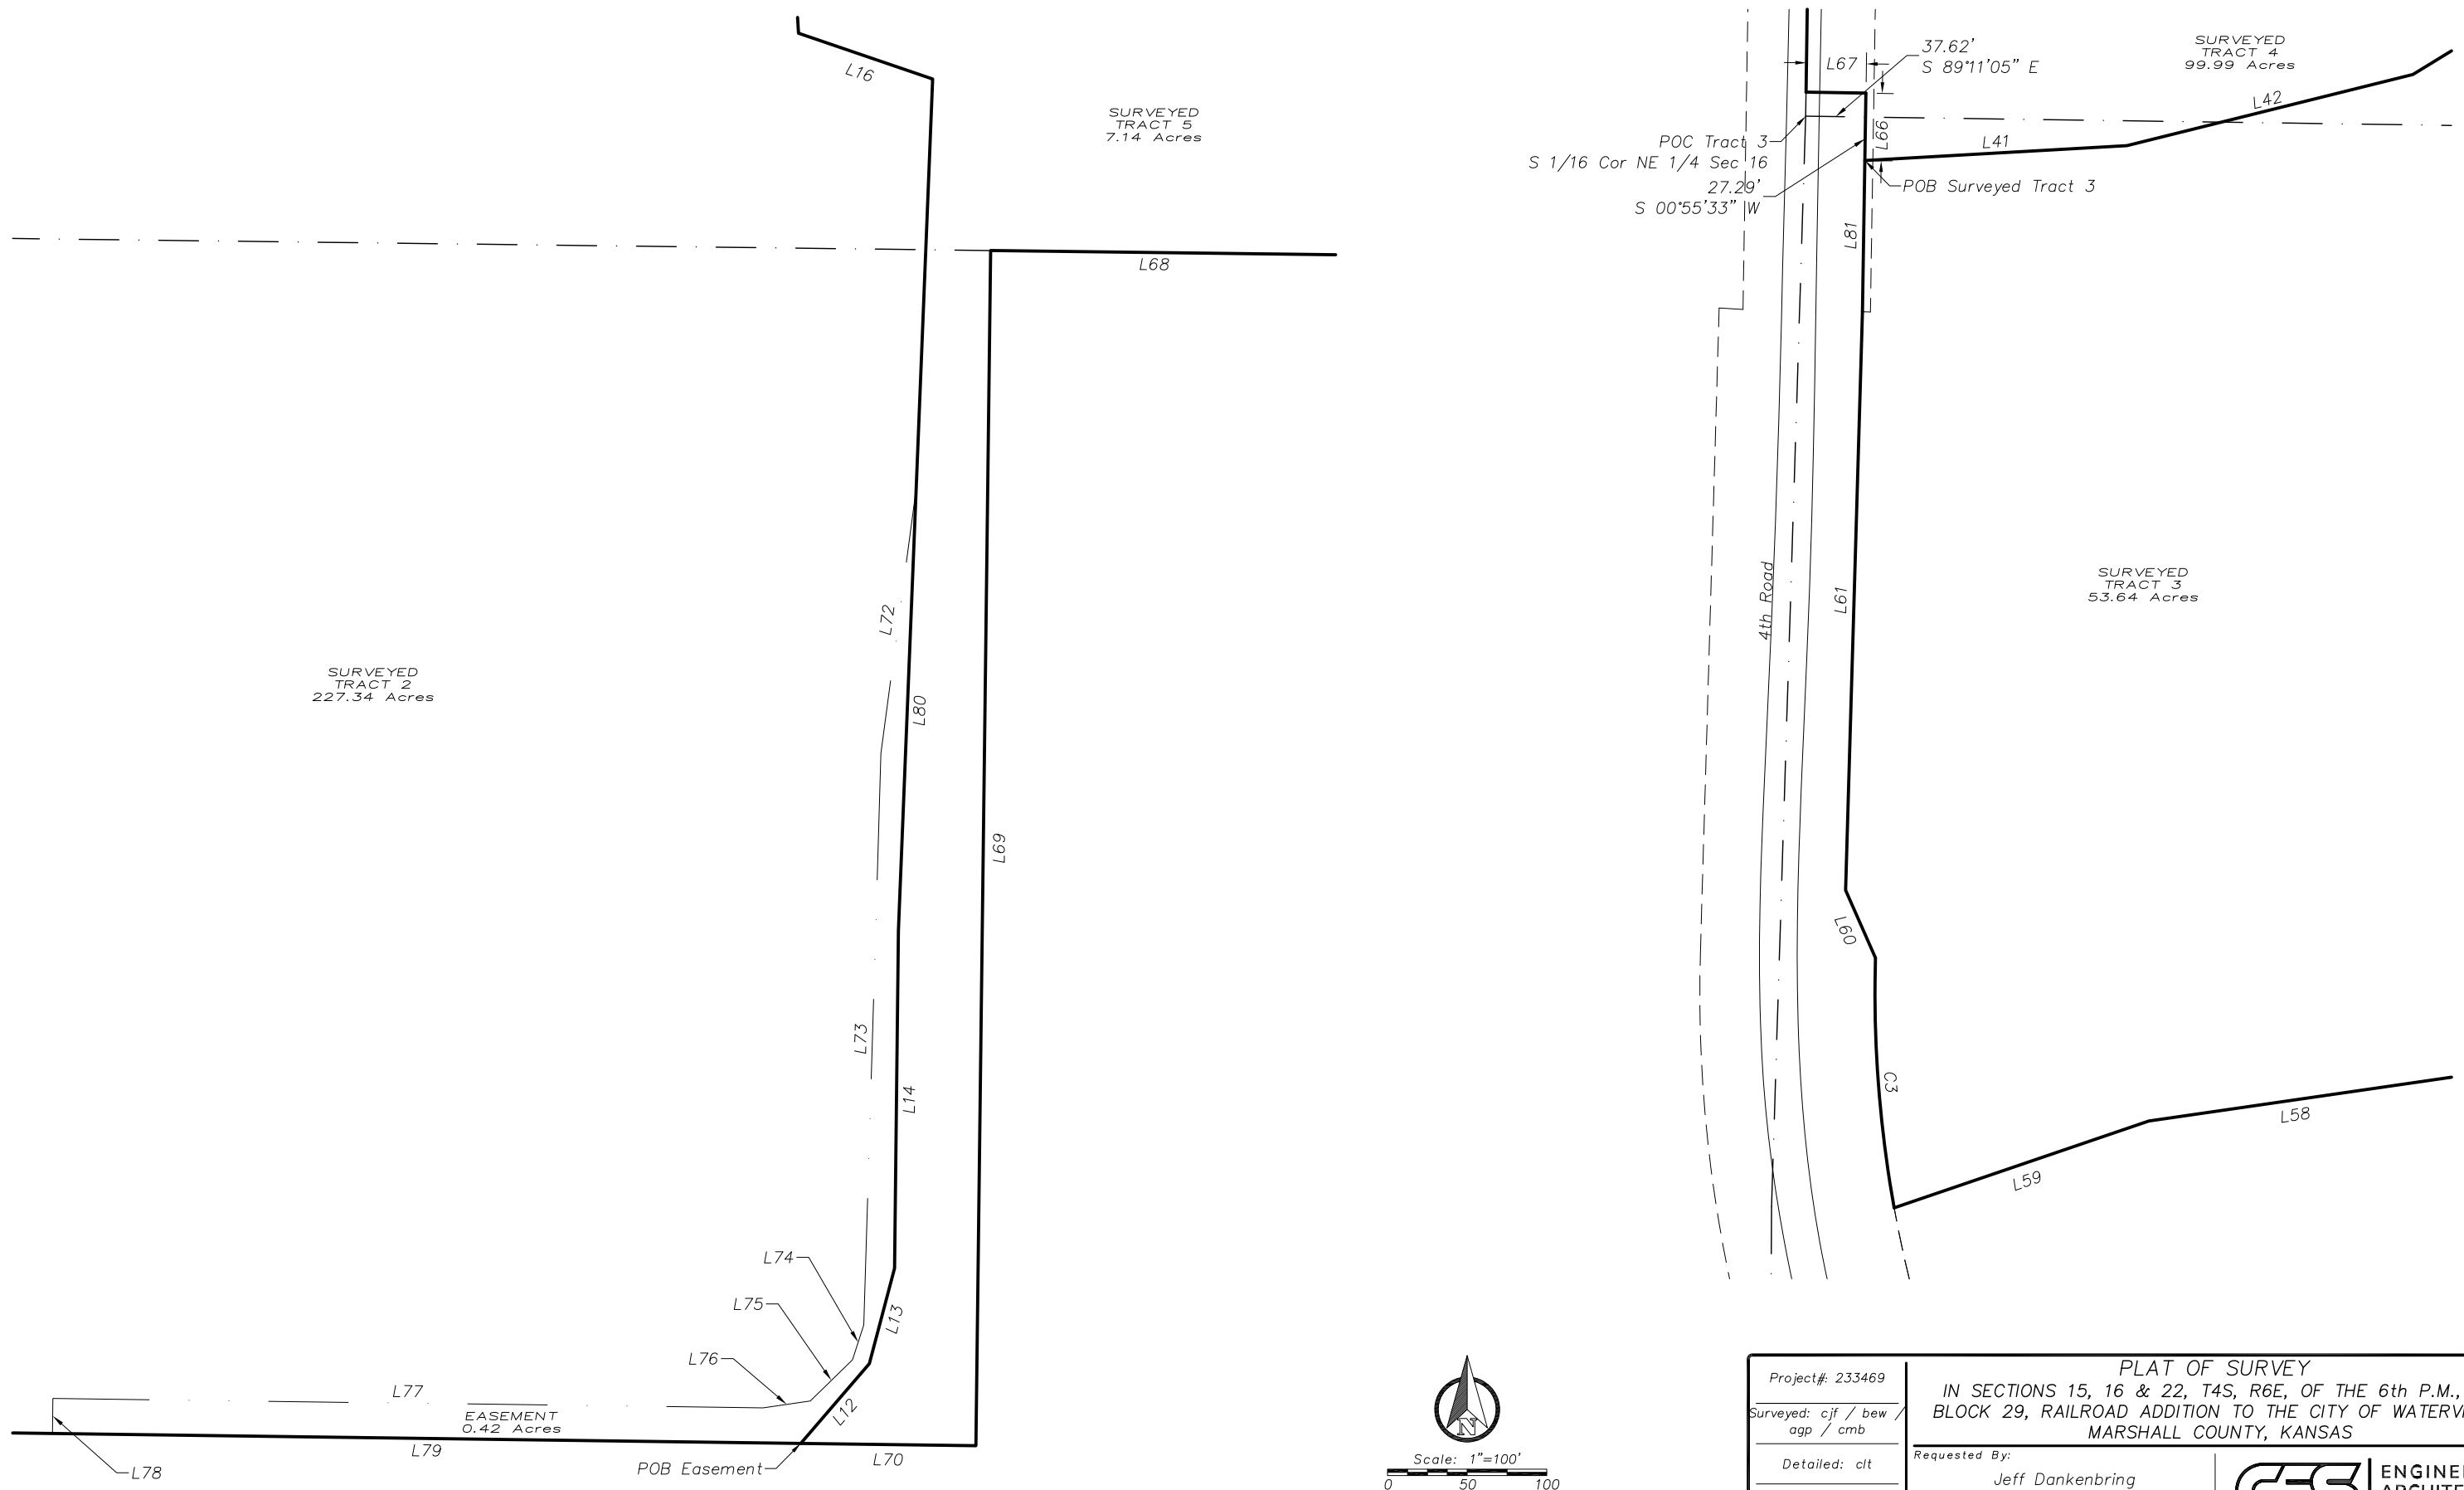 L16
SURVEYED
TRACT 5
7.14 Acres
L68
SURVEYED
TRACT 2
227.34 Acres
L72
L80
L69
L73
L14
L74
L75
L76
L13
L12
L77
EASEMENT
0.42 Acres
L79
L78
POB Easement
L70
37.62'
S 89°11'05" E
L67
SURVEYED
TRACT 4
99.99 Acres
L42
L66
L41
POC Tract 3
S 1/16 Cor NE 1/4 Sec 16
27.29'
S 00°55'33" W
POB Surveyed Tract 3
L81
4th Road
L61
SURVEYED
TRACT 3
53.64 Acres
L60
C3
L58
L59
N
Scale: 1"=100'
0 50 100
Project#: 233469
Surveyed: cjf / bew /
agp / cmb
Detailed: clt
PLAT OF SURVEY
IN SECTIONS 15, 16 & 22, T4S, R6E, OF THE 6th P.M.,
BLOCK 29, RAILROAD ADDITION TO THE CITY OF
MARSHALL COUNTY, KANSAS
Requested By:
Jeff Dankenbring
CFS